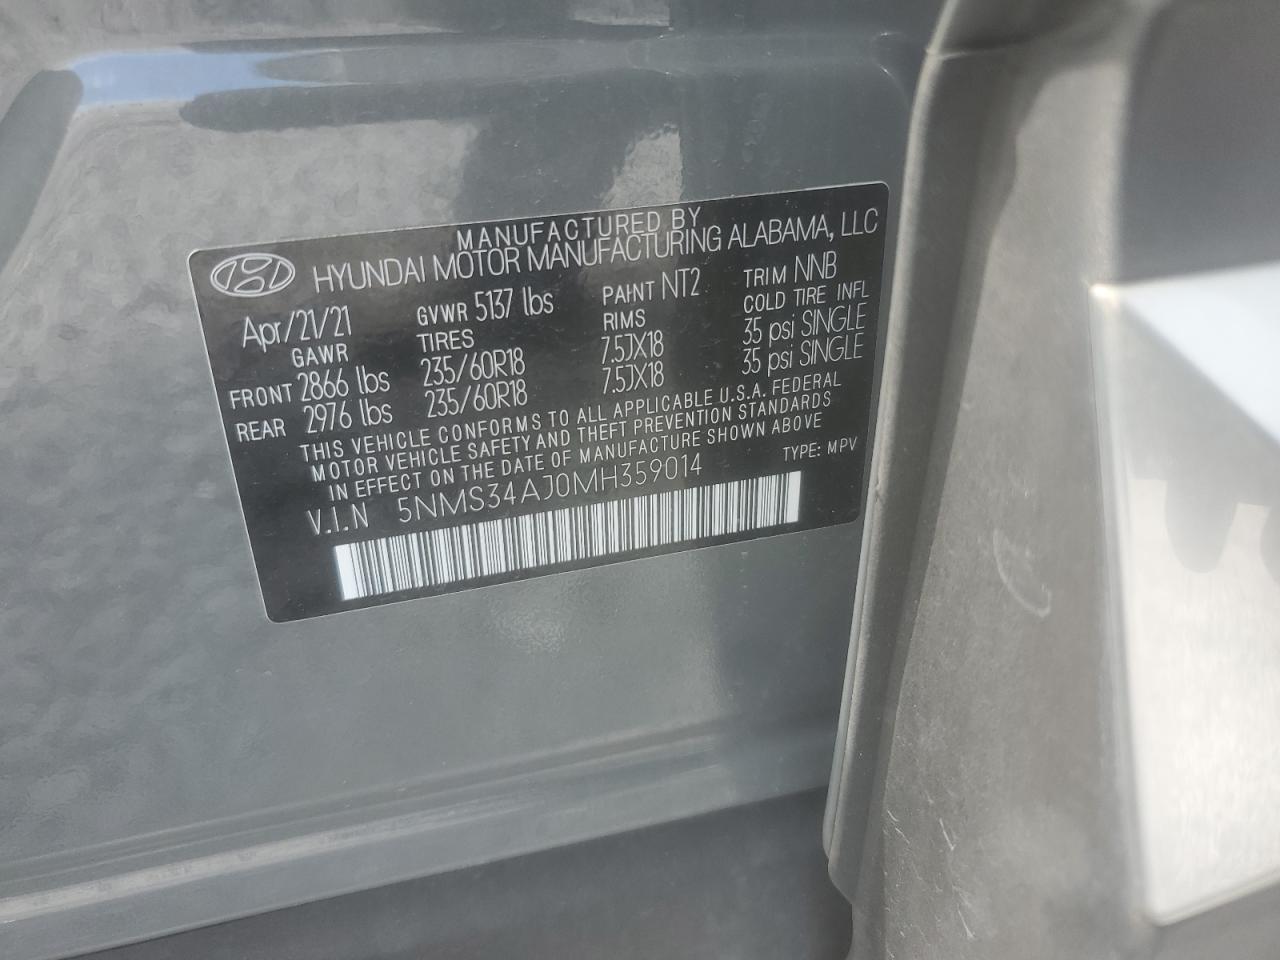 MANUFACTURED BY
HYUNDAI MOTOR MANUFACTURING ALABAMA, LLC
Apr/21/21 GVWR 5137 lbs PAINT NT2 TRIM NNB
GAWR TIRES RIMS COLD TIRE INFL
FRONT 2866 lbs 235/60R18 7.5JX18 35 psi SINGLE
REAR 2976 lbs 235/60R18 7.5JX18 35 psi SINGLE
THIS VEHICLE CONFORMS TO ALL APPLICABLE U.S.A. FEDERAL
MOTOR VEHICLE SAFETY AND THEFT PREVENTION STANDARDS
IN EFFECT ON THE DATE OF MANUFACTURE SHOWN ABOVE
V.I.N 5NMS34AJ0MH359014 TYPE: MPV